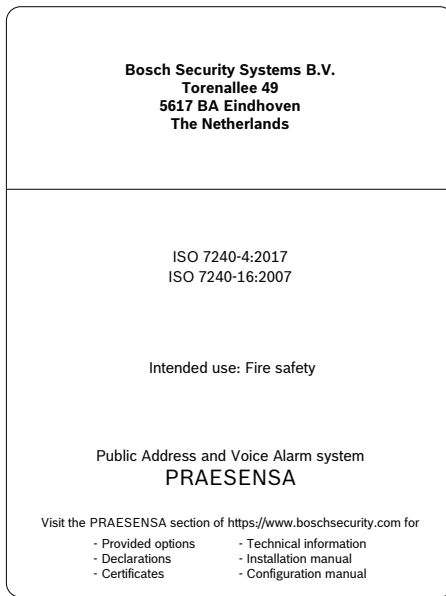 Bosch Security Systems B.V.
Torenallee 49
5617 BA Eindhoven
The Netherlands
ISO 7240-4:2017
ISO 7240-16:2007
Intended use: Fire safety
Public Address and Voice Alarm system
PRAESENSA
Visit the PRAESENSA section of https://www.boschsecurity.com for
- Provided options
- Declarations
- Certificates
- Technical information
- Installation manual
- Configuration manual